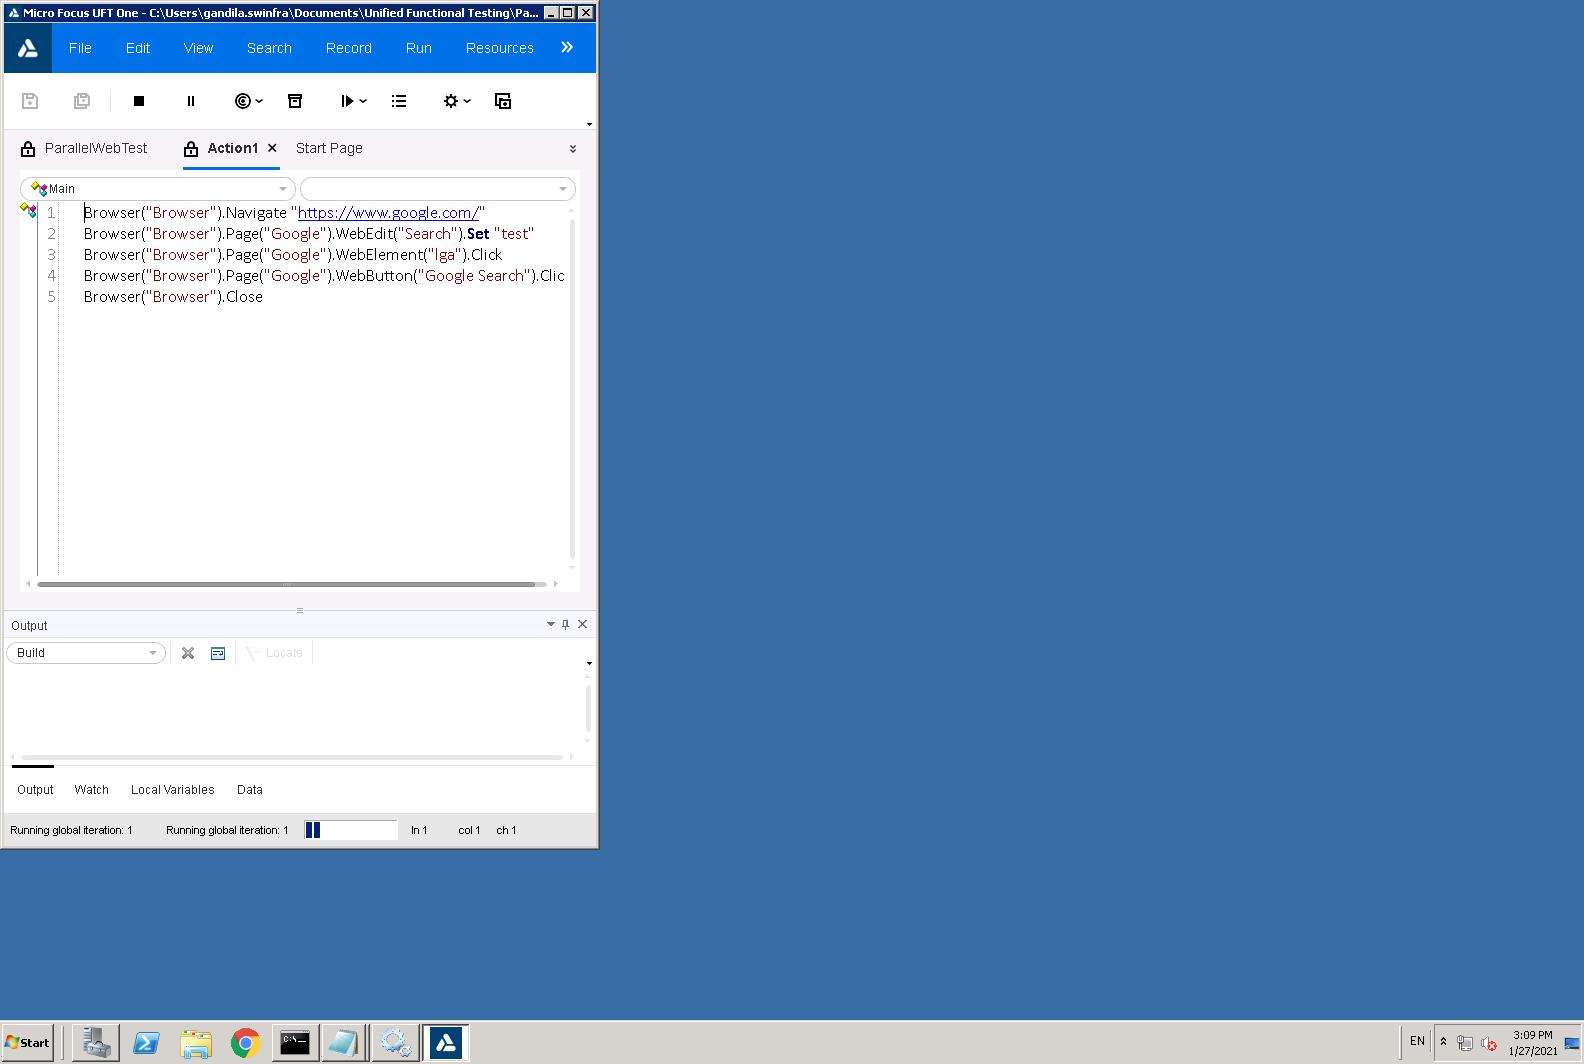 Micro Focus UFT One - C:\Users\gandila.swinfra\Documents\Unified Functional Testing\Pa...
File Edit View Search Record Run Resources »
ParallelWebTest Action1 Start Page
Main
1 Browser("Browser").Navigate "https://www.google.com/"
2 Browser("Browser").Page("Google").WebEdit("Search").Set "test"
3 Browser("Browser").Page("Google").WebElement("lga").Click
4 Browser("Browser").Page("Google").WebButton("Google Search").Clic
5 Browser("Browser").Close
Output
Build Locate
Output Watch Local Variables Data
Running global iteration: 1 Running global iteration: 1 ln 1 col 1 ch 1
Start C:\ EN 3:09 PM
1/27/2021